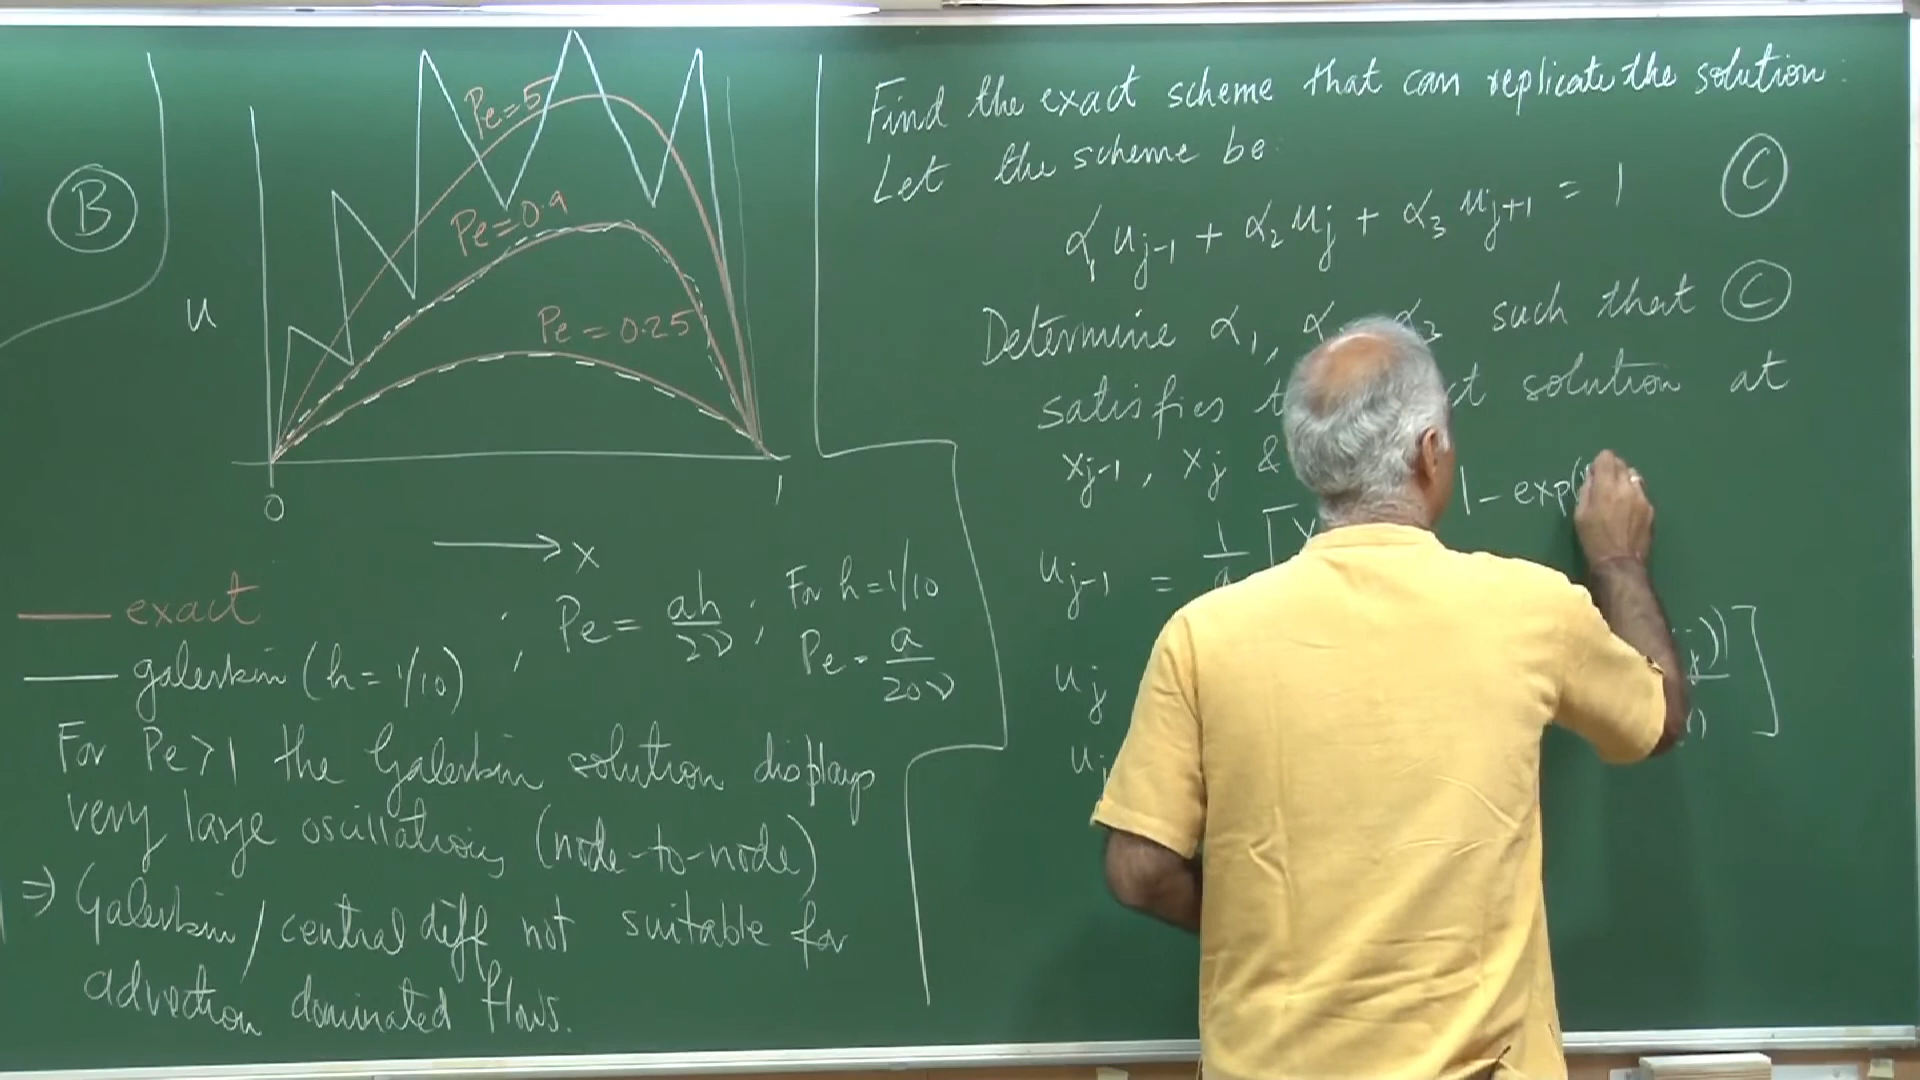 B
Pe=5
Pe=0.9
Pe = 0.25
u
0
1
x
exact
galerkin (h=1/10)
; Pe = ah/2ν ;
For h=1/10
Pe = a/20ν
For Pe>1 the Galerkin solution displays
very large oscillations (node-to-node)
⇒ Galerkin/central diff not suitable for
advection dominated flows.
Find the exact scheme that can replicate the solution:
Let the scheme be:
α₁ u_{j-1} + α₂ u_j + α₃ u_{j+1} = 1 C
Determine α₁, such that C
satisfies solution at
x_{j-1}, x_j &
u_{j-1} = 1/a [ 1 - exp(
u_j